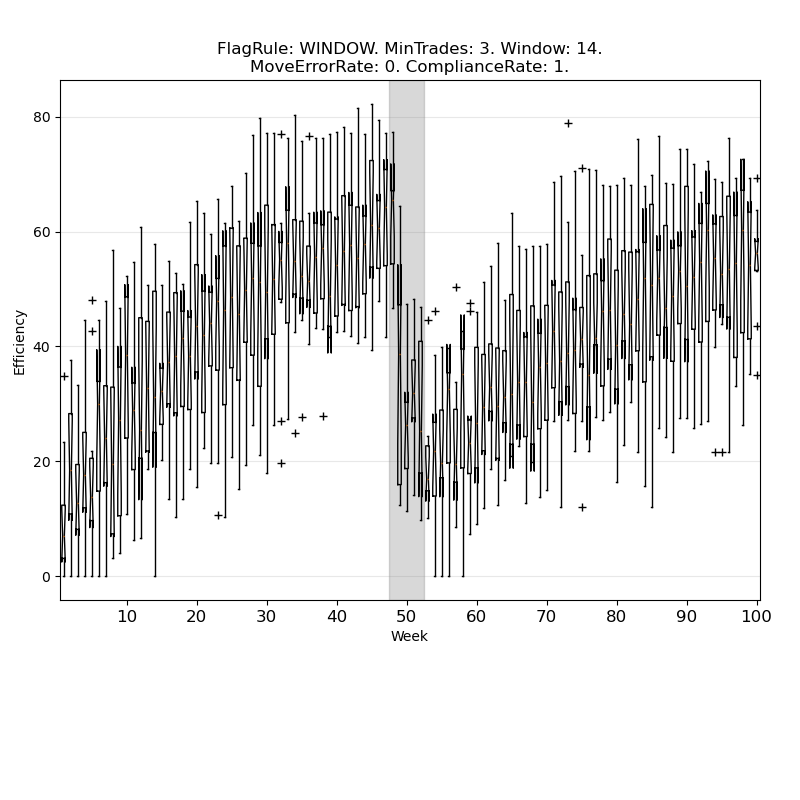 FlagRule: WINDOW. MinTrades: 3. Window: 14.
MoveErrorRate: 0. ComplianceRate: 1.
80
60
40
20
0
Efficiency
10 20 30 40 50 60 70 80 90 100
Week